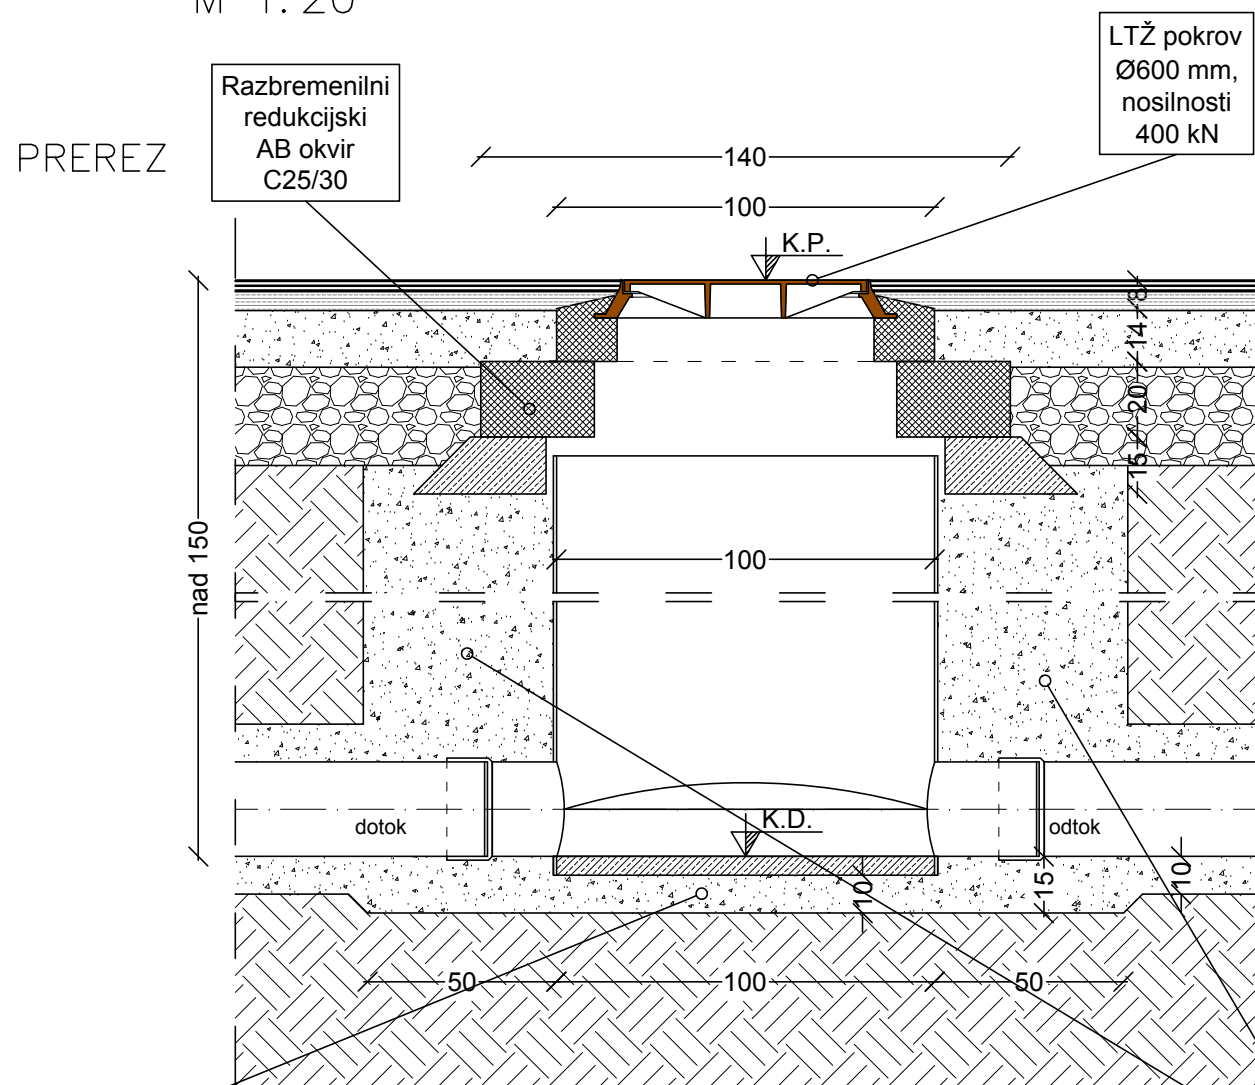 M 1: 20
LTŽ pokrov
Ø600 mm,
nosilnosti
400 kN
Razbremenilni
redukcijski
AB okvir
C25/30
PREREZ
140
100
K.P.
8
14
20
15
nad 150
100
dotok
K.D.
odtok
10
15
10
50
100
50